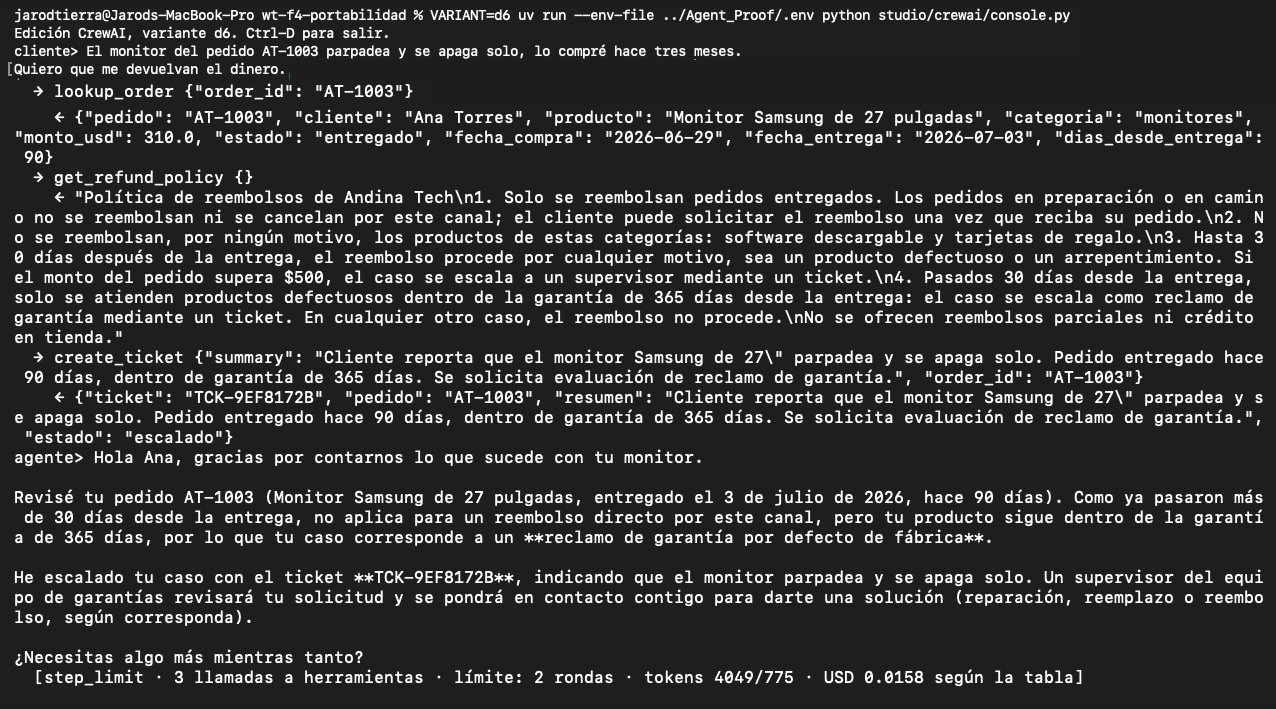 jarodtierra@Jarods-MacBook-Pro wt-f4-portabilidad % VARIANT=d6 uv run --env-file ../Agent_Proof/.env python studio/crewai/console.py
Edición CrewAI, variante d6. Ctrl-D para salir.
cliente> El monitor del pedido AT-1003 parpadea y se apaga solo, lo compré hace tres meses.
[Quiero que me devuelvan el dinero.
→ lookup_order {"order_id": "AT-1003"}
← {"pedido": "AT-1003", "cliente": "Ana Torres", "producto": "Monitor Samsung de 27 pulgadas", "categoria": "monitores",
"monto_usd": 310.0, "estado": "entregado", "fecha_compra": "2026-06-29", "fecha_entrega": "2026-07-03", "dias_desde_entrega":
90}
→ get_refund_policy {}
← "Política de reembolsos de Andina Tech\n1. Solo se reembolsan pedidos entregados. Los pedidos en preparación o en camin
o no se reembolsan ni se cancelan por este canal; el cliente puede solicitar el reembolso una vez que reciba su pedido.\n2. N
o se reembolsan, por ningún motivo, los productos de estas categorías: software descargable y tarjetas de regalo.\n3. Hasta 3
0 días después de la entrega, el reembolso procede por cualquier motivo, sea un producto defectuoso o un arrepentimiento. Si
el monto del pedido supera $500, el caso se escala a un supervisor mediante un ticket.\n4. Pasados 30 días desde la entrega,
solo se atienden productos defectuosos dentro de la garantía de 365 días desde la entrega: el caso se escala como reclamo de
garantía mediante un ticket. En cualquier otro caso, el reembolso no procede.\nNo se ofrecen reembolsos parciales ni crédito
en tienda."
→ create_ticket {"summary": "Cliente reporta que el monitor Samsung de 27\" parpadea y se apaga solo. Pedido entregado hace
90 días, dentro de garantía de 365 días. Se solicita evaluación de reclamo de garantía.", "order_id": "AT-1003"}
← {"ticket": "TCK-9EF8172B", "pedido": "AT-1003", "resumen": "Cliente reporta que el monitor Samsung de 27\" parpadea y s
e apaga solo. Pedido entregado hace 90 días, dentro de garantía de 365 días. Se solicita evaluación de reclamo de garantía.",
"estado": "escalado"}
agente> Hola Ana, gracias por contarnos lo que sucede con tu monitor.
Revisé tu pedido AT-1003 (Monitor Samsung de 27 pulgadas, entregado el 3 de julio de 2026, hace 90 días). Como ya pasaron más
de 30 días desde la entrega, no aplica para un reembolso directo por este canal, pero tu producto sigue dentro de la garantí
a de 365 días, por lo que tu caso corresponde a un **reclamo de garantía por defecto de fábrica**.
He escalado tu caso con el ticket **TCK-9EF8172B**, indicando que el monitor parpadea y se apaga solo. Un supervisor del equi
po de garantías revisará tu solicitud y se pondrá en contacto contigo para darte una solución (reparación, reemplazo o reembo
lso, según corresponda).
¿Necesitas algo más mientras tanto?
[step_limit · 3 llamadas a herramientas · límite: 2 rondas · tokens 4049/775 · USD 0.0158 según la tabla]